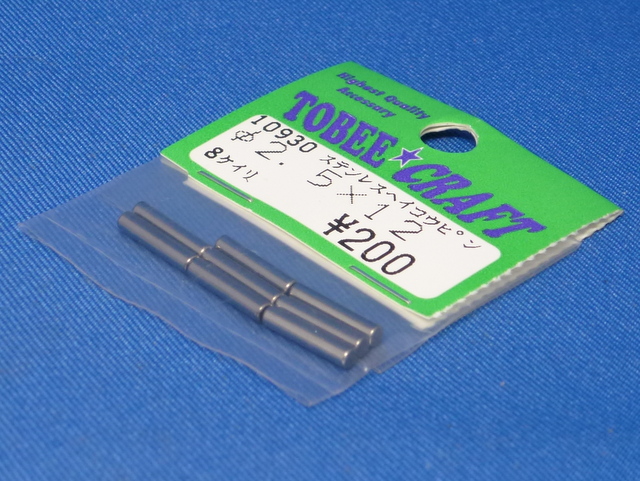 Highest Quality
Accessory
TOBEE★CRAFT
10930 ステンレスヘイコウピン
φ2.5×12
8ケイリ ¥200